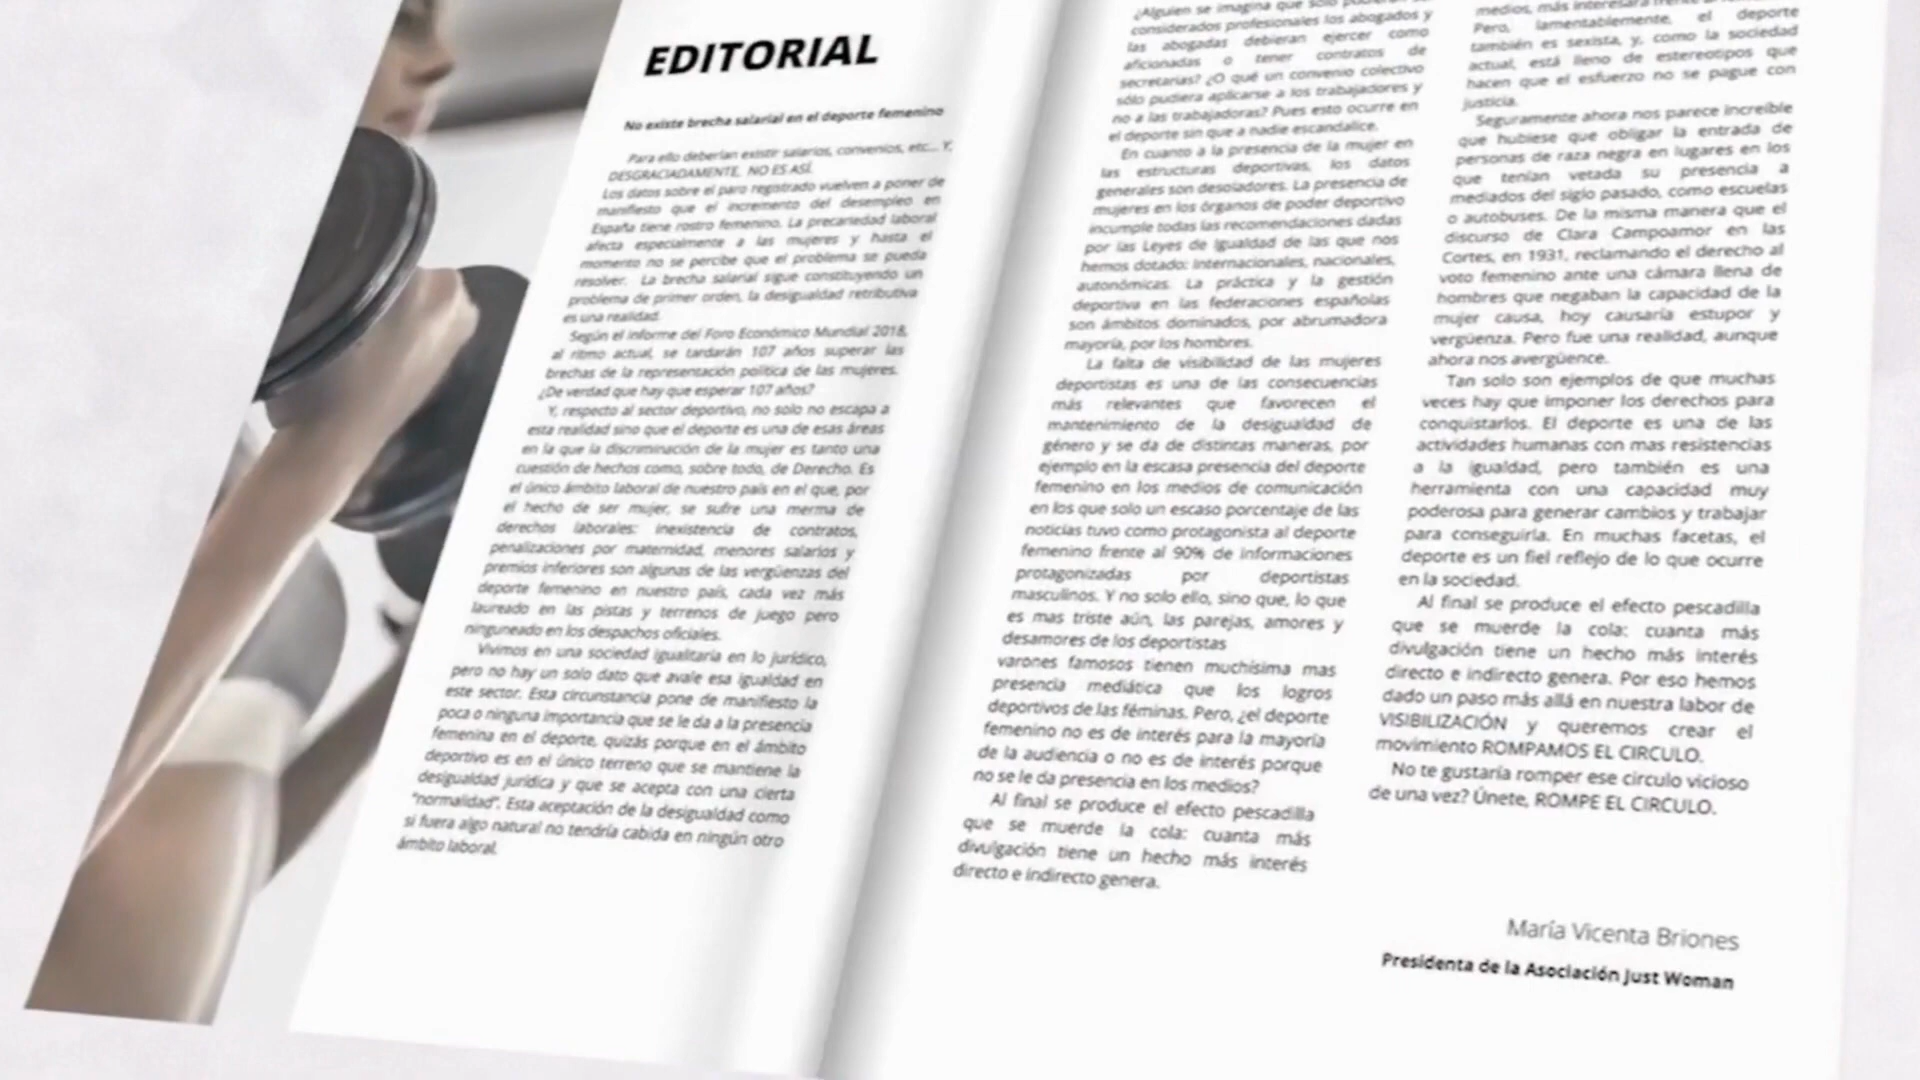 EDITORIAL
No existe brecha salarial en el deporte femenino
Para ello deberían existir salarios, convenios, etc... Y,
DESGRACIADAMENTE, NO ES ASÍ.
Los datos sobre el paro registrado vuelven a poner de
manifiesto que el incremento del desempleo en
España tiene rostro femenino. La precariedad laboral
afecta especialmente a las mujeres y hasta el
momento no se percibe que el problema se pueda
resolver. La brecha salarial sigue constituyendo un
problema de primer orden, la desigualdad retributiva
es una realidad.
Según el informe del Foro Económico Mundial 2018,
al ritmo actual, se tardarán 107 años superar las
brechas de la representación política de las mujeres.
¿De verdad que hay que esperar 107 años?
Y, respecto al sector deportivo, no solo no escapa a
esta realidad sino que el deporte es una de esas áreas
en la que la discriminación de la mujer es tanto una
cuestión de hechos como, sobre todo, de Derecho. Es
el único ámbito laboral de nuestro país en el que, por
el hecho de ser mujer, se sufre una merma de
derechos laborales: inexistencia de contratos,
penalizaciones por maternidad, menores salarios y
premios inferiores son algunas de las vergüenzas del
deporte femenino en nuestro país, cada vez más
laureado en las pistas y terrenos de juego pero
ninguneado en los despachos oficiales.
Vivimos en una sociedad igualitaria en lo jurídico,
pero no hay un solo dato que avale esa igualdad en
este sector. Esta circunstancia pone de manifiesto la
poca o ninguna importancia que se le da a la presencia
femenina en el deporte, quizás porque en el ámbito
deportivo es en el único terreno que se mantiene la
desigualdad jurídica y que se acepta con una cierta
"normalidad". Esta aceptación de la desigualdad como
si fuera algo natural no tendría cabida en ningún otro
ámbito laboral.
¿Alguien se imagina que solo pudieran ser
considerados profesionales los abogados y
las abogadas debieran ejercer como
aficionadas o tener contratos de
secretarias? ¿O qué un convenio colectivo
sólo pudiera aplicarse a los trabajadores y
no a las trabajadoras? Pues esto ocurre en
el deporte sin que a nadie escandalice.
En cuanto a la presencia de la mujer en
las estructuras deportivas, los datos
generales son desoladores. La presencia de
mujeres en los órganos de poder deportivo
incumple todas las recomendaciones dadas
por las Leyes de Igualdad de las que nos
hemos dotado: internacionales, nacionales,
autonómicas. La práctica y la gestión
deportiva en las federaciones españolas
son ámbitos dominados, por abrumadora
mayoría, por los hombres.
La falta de visibilidad de las mujeres
deportistas es una de las consecuencias
más relevantes que favorecen el
mantenimiento de la desigualdad de
género y se da de distintas maneras, por
ejemplo en la escasa presencia del deporte
femenino en los medios de comunicación
en los que solo un escaso porcentaje de las
noticias tuvo como protagonista al deporte
femenino frente al 90% de informaciones
protagonizadas por deportistas
masculinos. Y no solo ello, sino que, lo que
es mas triste aún, las parejas, amores y
desamores de los deportistas
varones famosos tienen muchísima mas
presencia mediática que los logros
deportivos de las féminas. Pero, ¿el deporte
femenino no es de interés para la mayoría
de la audiencia o no es de interés porque
no se le da presencia en los medios?
Al final se produce el efecto pescadilla
que se muerde la cola: cuanta más
divulgación tiene un hecho más interés
directo e indirecto genera.
medios, más interesará
Pero, lamentablemente, el deporte
también es sexista, y, como la sociedad
actual, está lleno de estereotipos que
hacen que el esfuerzo no se pague con
justicia.
Seguramente ahora nos parece increíble
que hubiese que obligar la entrada de
personas de raza negra en lugares en los
que tenían vetada su presencia a
mediados del siglo pasado, como escuelas
o autobuses. De la misma manera que el
discurso de Clara Campoamor en las
Cortes, en 1931, reclamando el derecho al
voto femenino ante una cámara llena de
hombres que negaban la capacidad de la
mujer causa, hoy causaría estupor y
vergüenza. Pero fue una realidad, aunque
ahora nos avergüence.
Tan solo son ejemplos de que muchas
veces hay que imponer los derechos para
conquistarlos. El deporte es una de las
actividades humanas con mas resistencias
a la igualdad, pero también es una
herramienta con una capacidad muy
poderosa para generar cambios y trabajar
para conseguirla. En muchas facetas, el
deporte es un fiel reflejo de lo que ocurre
en la sociedad.
Al final se produce el efecto pescadilla
que se muerde la cola: cuanta más
divulgación tiene un hecho más interés
directo e indirecto genera. Por eso hemos
dado un paso más allá en nuestra labor de
VISIBILIZACIÓN y queremos crear el
movimiento ROMPAMOS EL CIRCULO.
No te gustaría romper ese circulo vicioso
de una vez? Únete, ROMPE EL CIRCULO.
María Vicenta Briones
Presidenta de la Asociación Just Woman